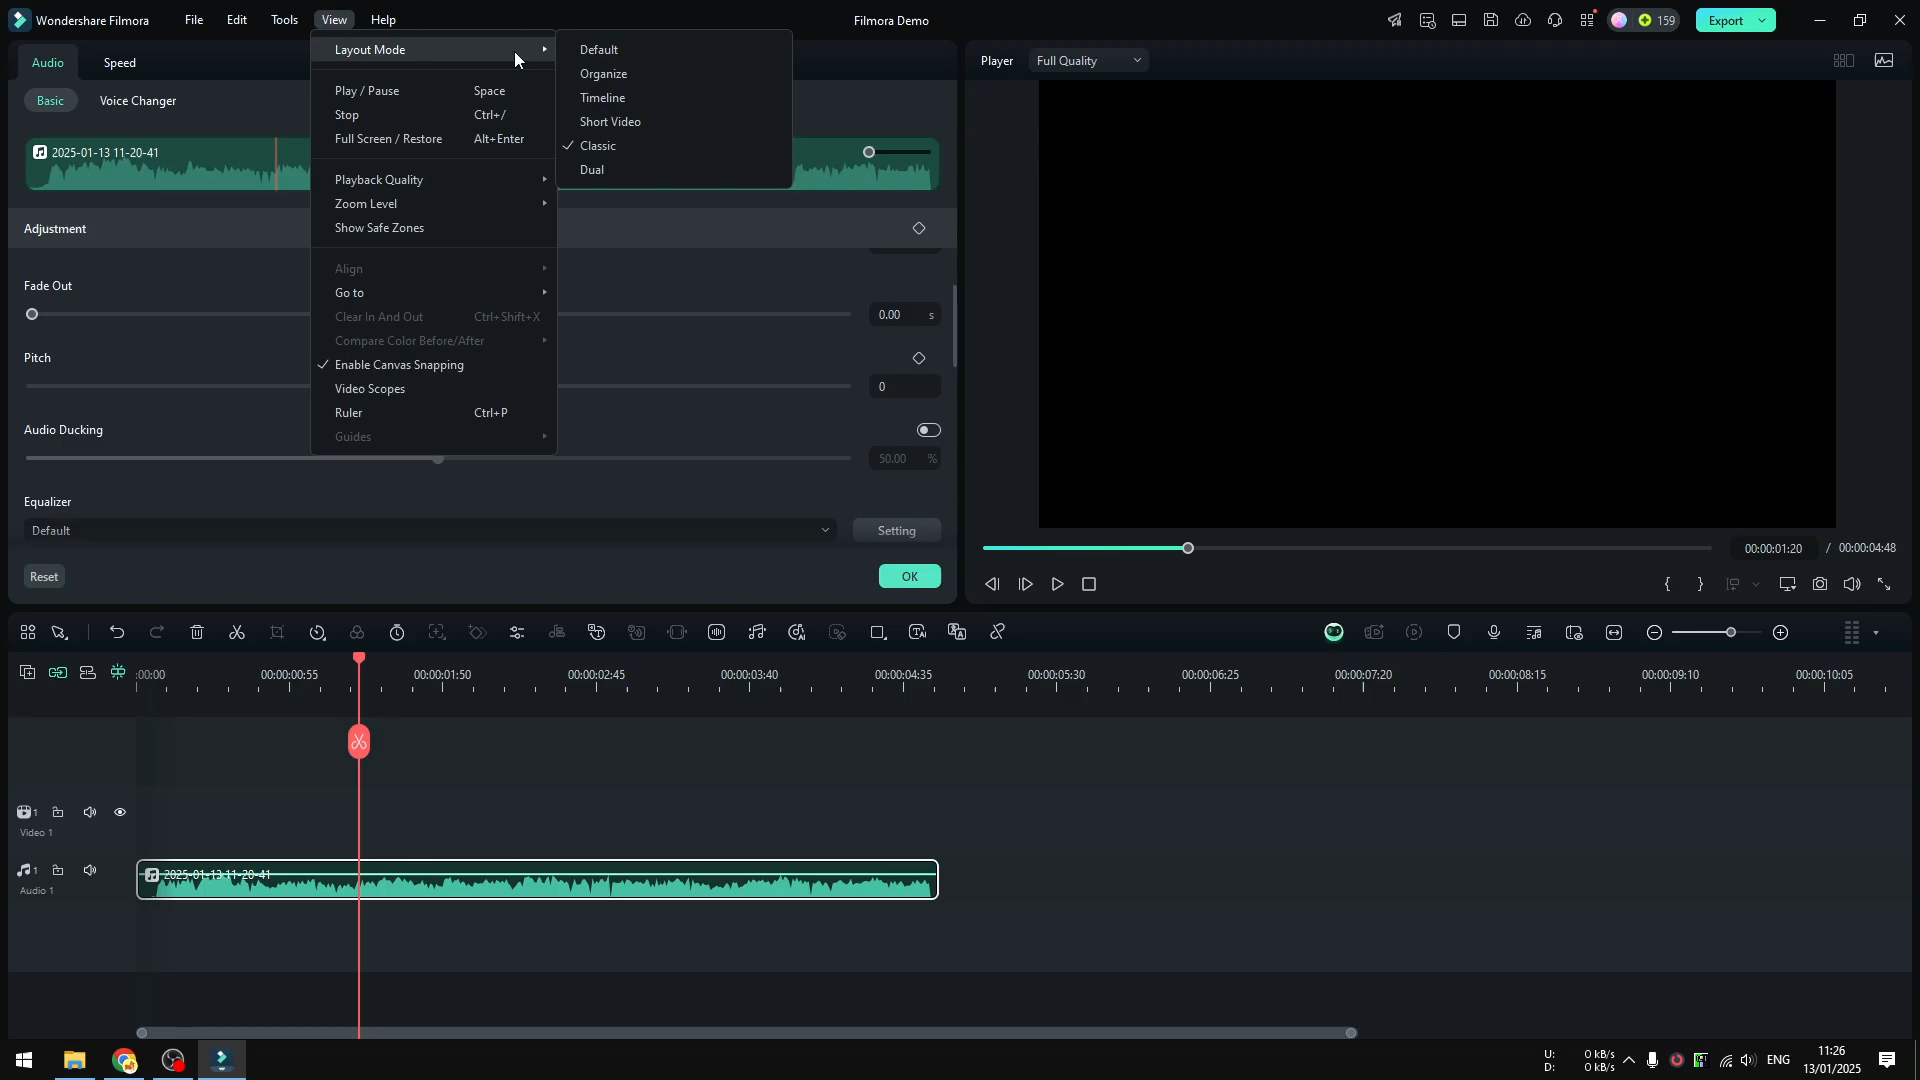 Wondershare Filmora File Edit Tools View Help Filmora Demo 159 Export
Audio Speed
Basic Voice Changer
2025-01-13 11-20-41
Adjustment
Fade Out
0.00 s
Pitch
0
Audio Ducking
50.00 %
Equalizer
Default Setting
Reset OK
Layout Mode
Play / Pause Space
Stop Ctrl+/
Full Screen / Restore Alt+Enter
Playback Quality
Zoom Level
Show Safe Zones
Align
Go to
Clear In And Out Ctrl+Shift+X
Compare Color Before/After
Enable Canvas Snapping
Video Scopes
Ruler Ctrl+P
Guides
Default
Organize
Timeline
Short Video
Classic
Dual
Player Full Quality
00:00:01:20 / 00:00:04:48
:00:00 00:00:00:55 00:00:01:50 00:00:02:45 00:00:03:40 00:00:04:35 00:00:05:30 00:00:06:25 00:00:07:20 00:00:08:15 00:00:09:10 00:00:10:05
1
Video 1
1
Audio 1
2025-01-13 11-20-41
U: 0 kB/s
D: 0 kB/s
ENG
11:26
13/01/2025